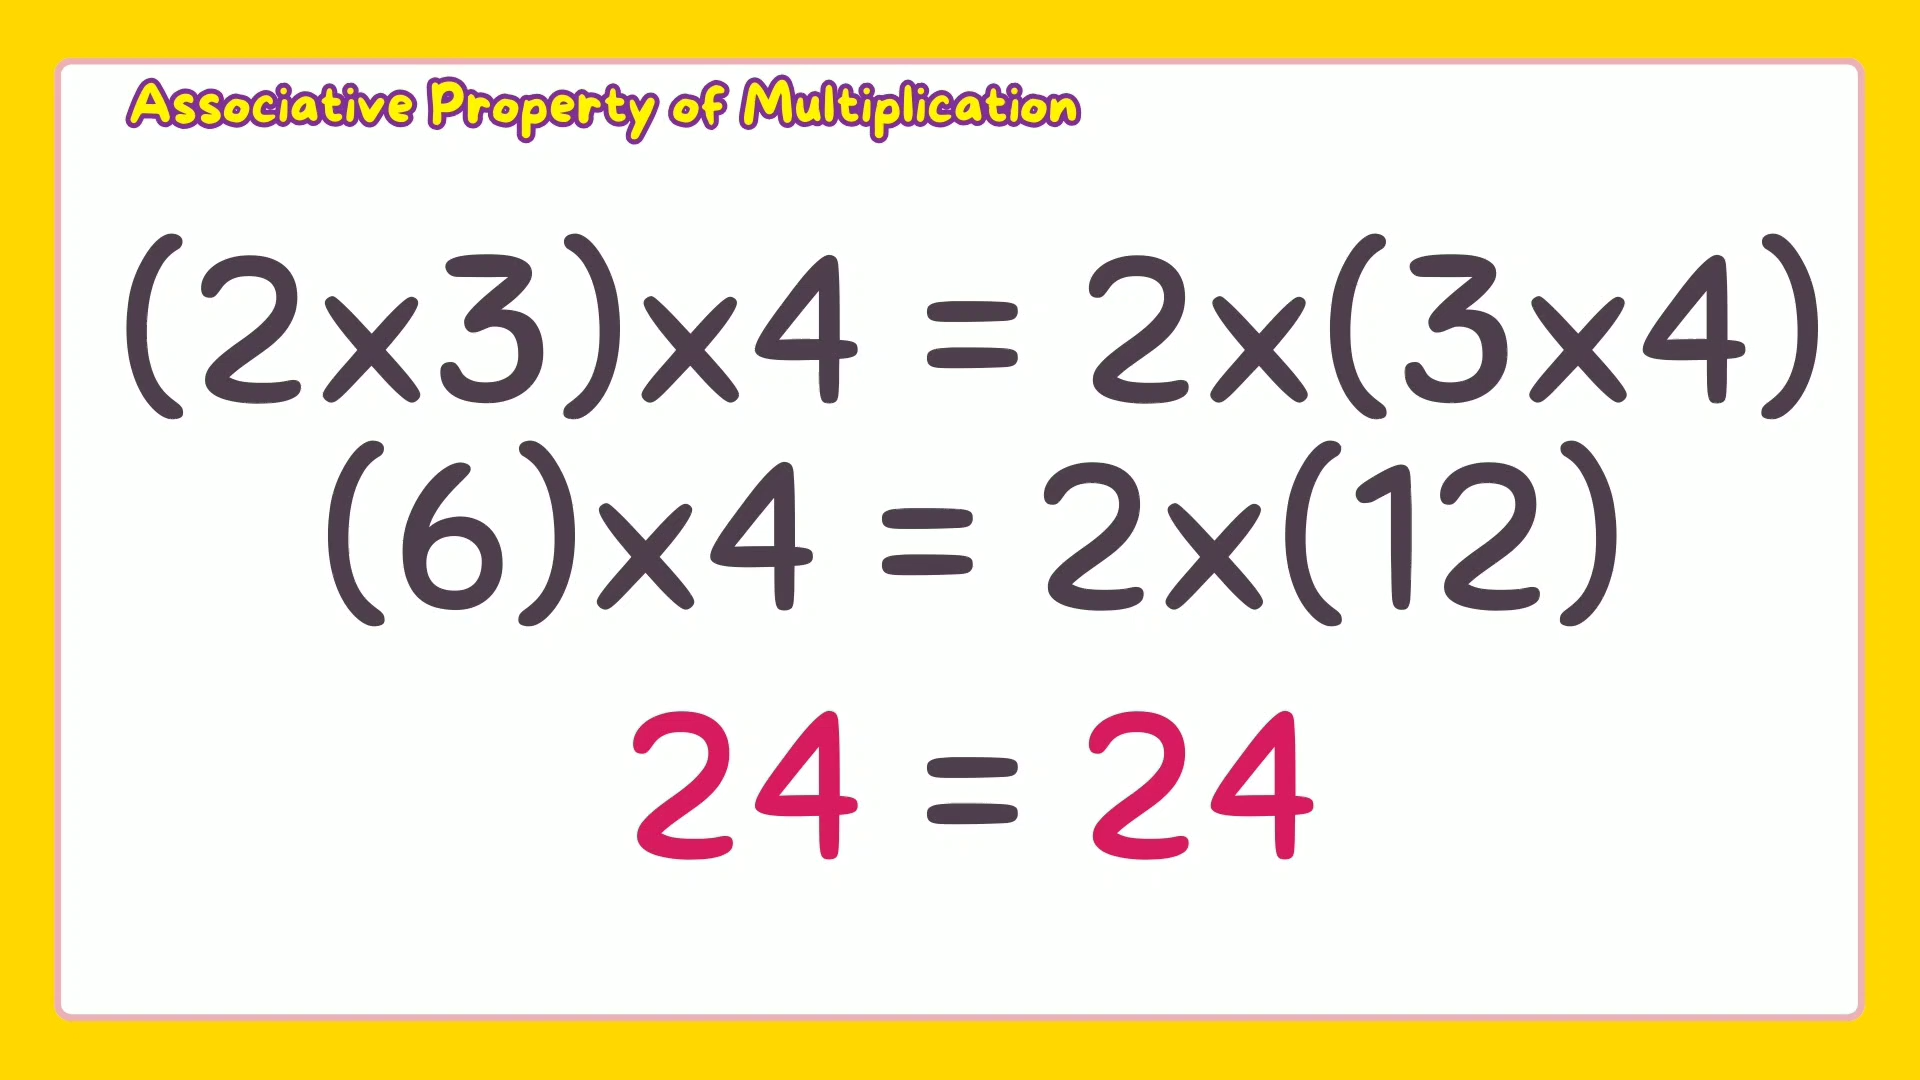 Associative Property of Multiplication
(2x3)x4 = 2x(3x4)
(6)x4 = 2x(12)
24 = 24